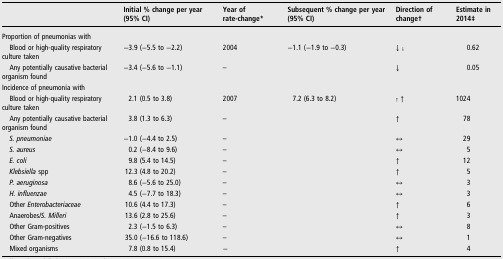 Initial % change per year (95% CI) Year of rate-change* Subsequent % change per year (95% CI) Direction of change† Estimate in 2014‡
Proportion of pneumonias with
Blood or high-quality respiratory culture taken −3.9 (−5.5 to −2.2) 2004 −1.1 (−1.9 to −0.3) ↓ ↓ 0.62
Any potentially causative bacterial organism found −3.4 (−5.6 to −1.1) – ↓ 0.05
Incidence of pneumonia with
Blood or high-quality respiratory culture taken 2.1 (0.5 to 3.8) 2007 7.2 (6.3 to 8.2) ↑ ↑ 1024
Any potentially causative bacterial organism found 3.8 (1.3 to 6.3) – ↑ 78
S. pneumoniae −1.0 (−4.4 to 2.5) – ↔ 29
S. aureus 0.2 (−8.4 to 9.6) – ↔ 5
E. coli 9.8 (5.4 to 14.5) – ↑ 12
Klebsiella spp 12.3 (4.8 to 20.2) – ↑ 5
P. aeruginosa 8.6 (−5.6 to 25.0) – ↔ 3
H. influenzae 4.5 (−7.7 to 18.3) – ↔ 3
Other Enterobacteriaceae 10.6 (4.4 to 17.3) – ↑ 6
Anaerobes/S. Milleri 13.6 (2.8 to 25.6) – ↑ 3
Other Gram-positives 2.3 (−1.5 to 6.3) – ↔ 8
Other Gram-negatives 35.0 (−16.6 to 118.6) – ↔ 1
Mixed organisms 7.8 (0.8 to 15.4) – ↑ 4